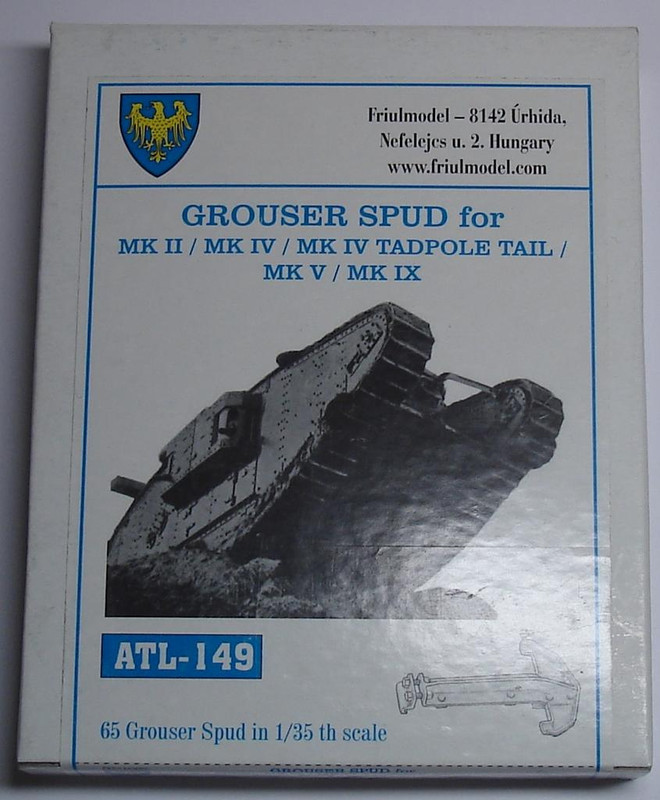 Friulmodel – 8142 Úrhida,
Nefelejcs u. 2. Hungary
www.friulmodel.com
GROUSER SPUD for
MK II / MK IV / MK IV TADPOLE TAIL /
MK V / MK IX
ATL-149
65 Grouser Spud in 1/35 th scale
GROUSER SPUD for